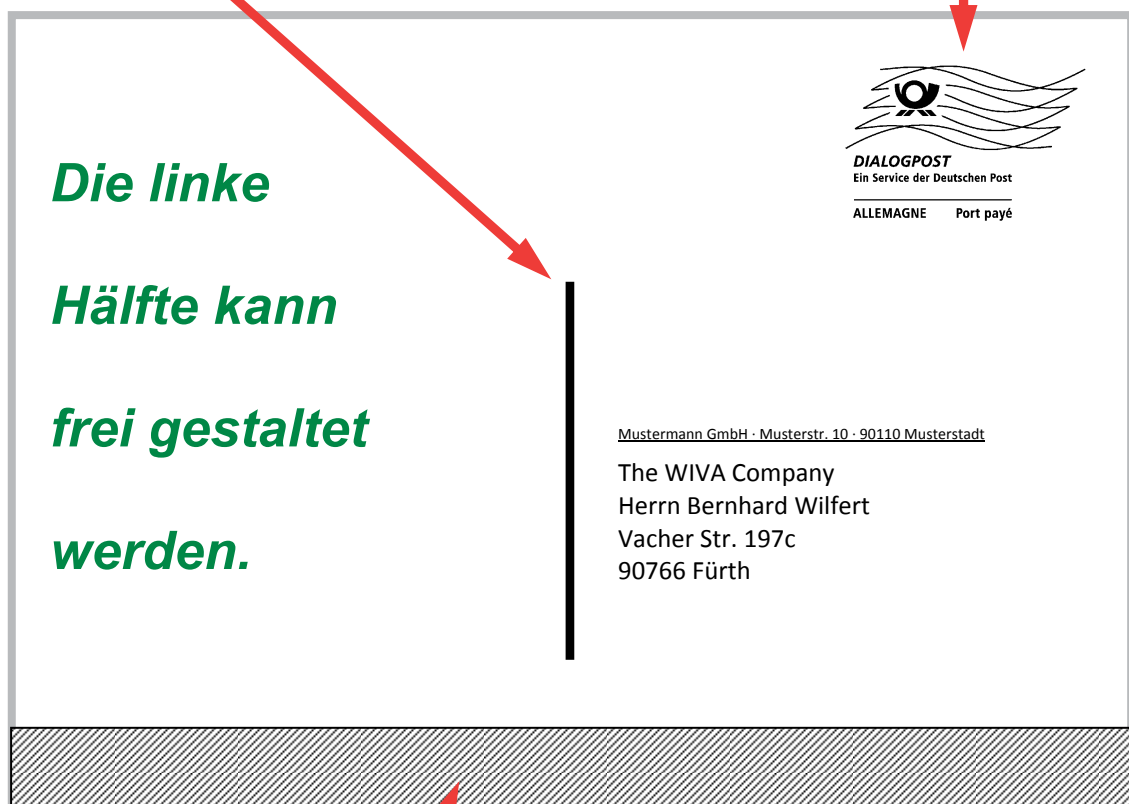 Die linke
Hälfte kann
frei gestaltet
werden.
DIALOGPOST
Ein Service der Deutschen Post
ALLEMAGNE Port payé
Mustermann GmbH · Musterstr. 10 · 90110 Musterstadt
The WIVA Company
Herrn Bernhard Wilfert
Vacher Str. 197c
90766 Fürth